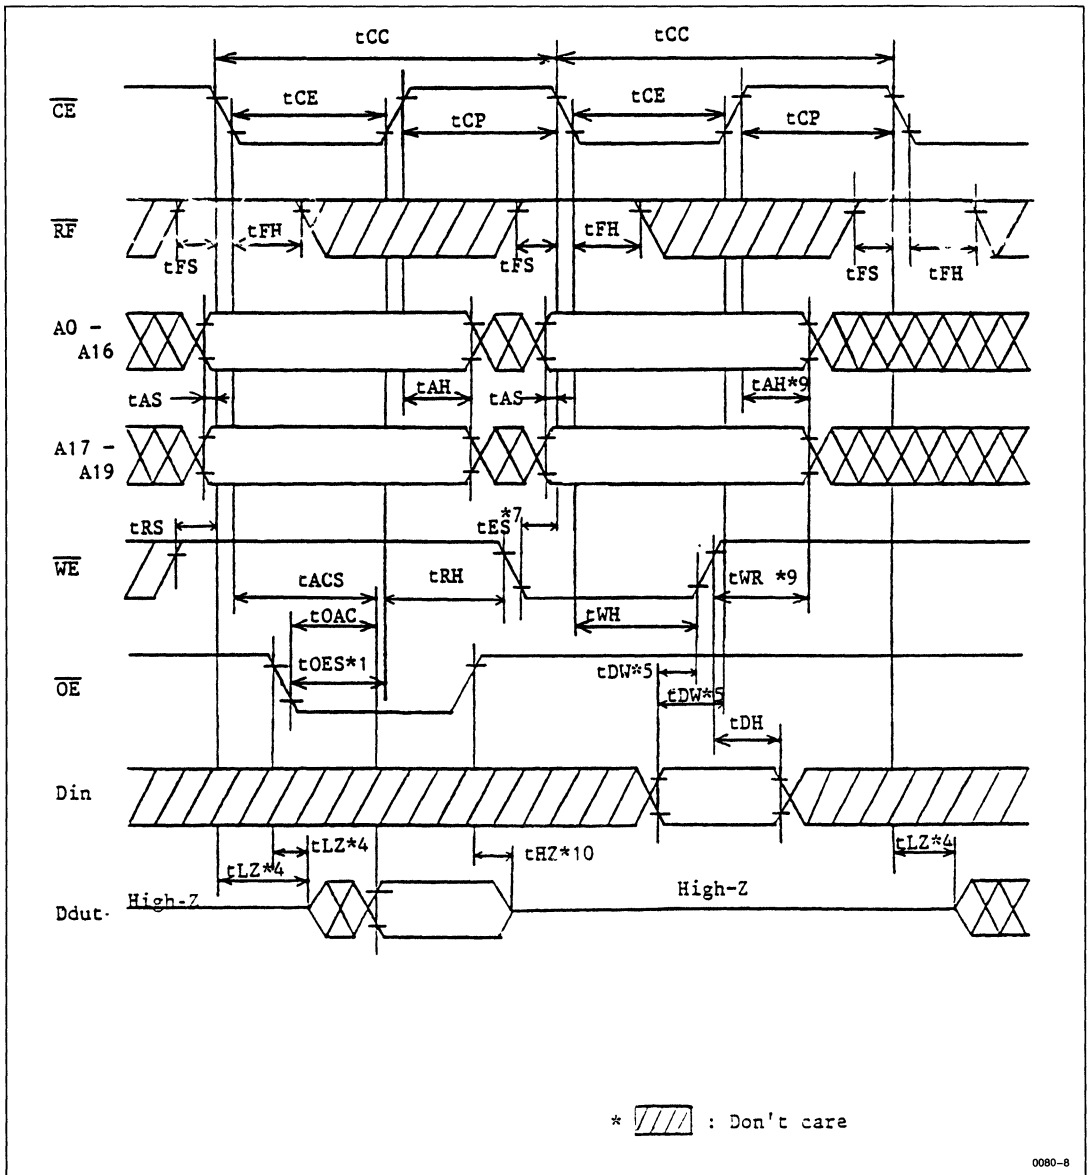 tCC tCC
CE tCE tCE
tCP tCP
RF tFH tFH
tFS tFS tFS tFH
A0 -
A16
tAS tAH tAS tAH*9
A17 -
A19
tRS tES*7
WE tACS tRH tWR *9
tOAC tWH
tOES*1
OE tDW*5
tDW*5
tDH
Din
tLZ*4 tHZ*10 tLZ*4
tLZ*4
Ddut· High-Z High-Z
* : Don't care
0080-8